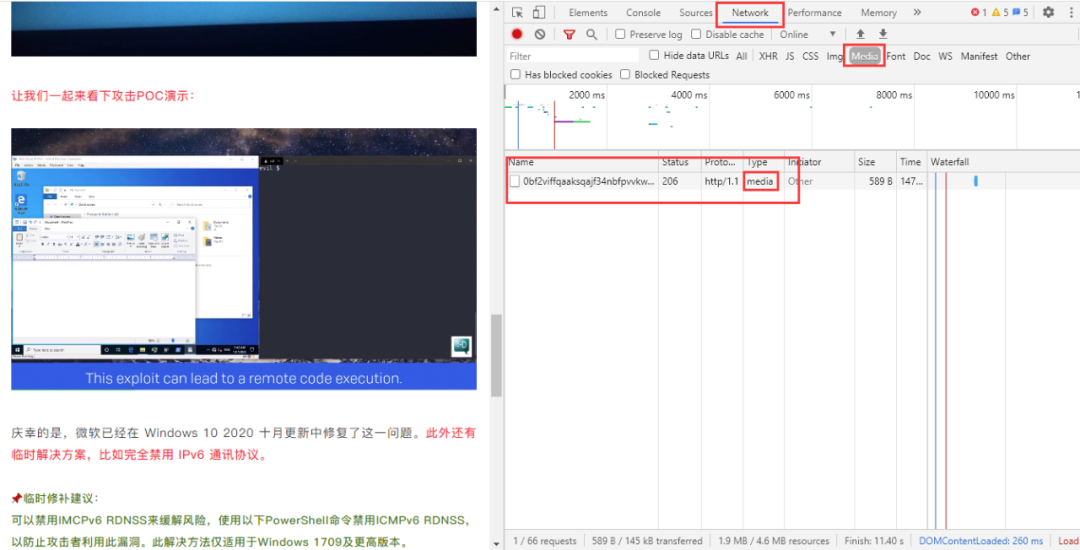 让我们一起来看下攻击POC演示：
evil $
This exploit can lead to a remote code execution.
庆幸的是，微软已经在 Windows 10 2020 十月更新中修复了这一问题。此外还有
临时解决方案，比如完全禁用 IPv6 通讯协议。
📌临时修补建议：
可以禁用IMCPv6 RDNSS来缓解风险，使用以下PowerShell命令禁用ICMPv6 RDNSS，
以防止攻击者利用此漏洞。此解决方法仅适用于Windows 1709及更高版本。
Elements Console Sources Network Performance Memory » 1 5 5
Preserve log Disable cache Online
Filter Hide data URLs All XHR JS CSS Img Media Font Doc WS Manifest Other
Has blocked cookies Blocked Requests
2000 ms 4000 ms 6000 ms 8000 ms 10000 ms
Name Status Proto... Type Initiator Size Time Waterfall
0bf2viffqaaksqajf34nbfpvvkw... 206 http/1.1 media Other 589 B 147...
1 / 66 requests 589 B / 145 kB transferred 1.9 MB / 4.6 MB resources Finish: 11.40 s DOMContentLoaded: 260 ms Load